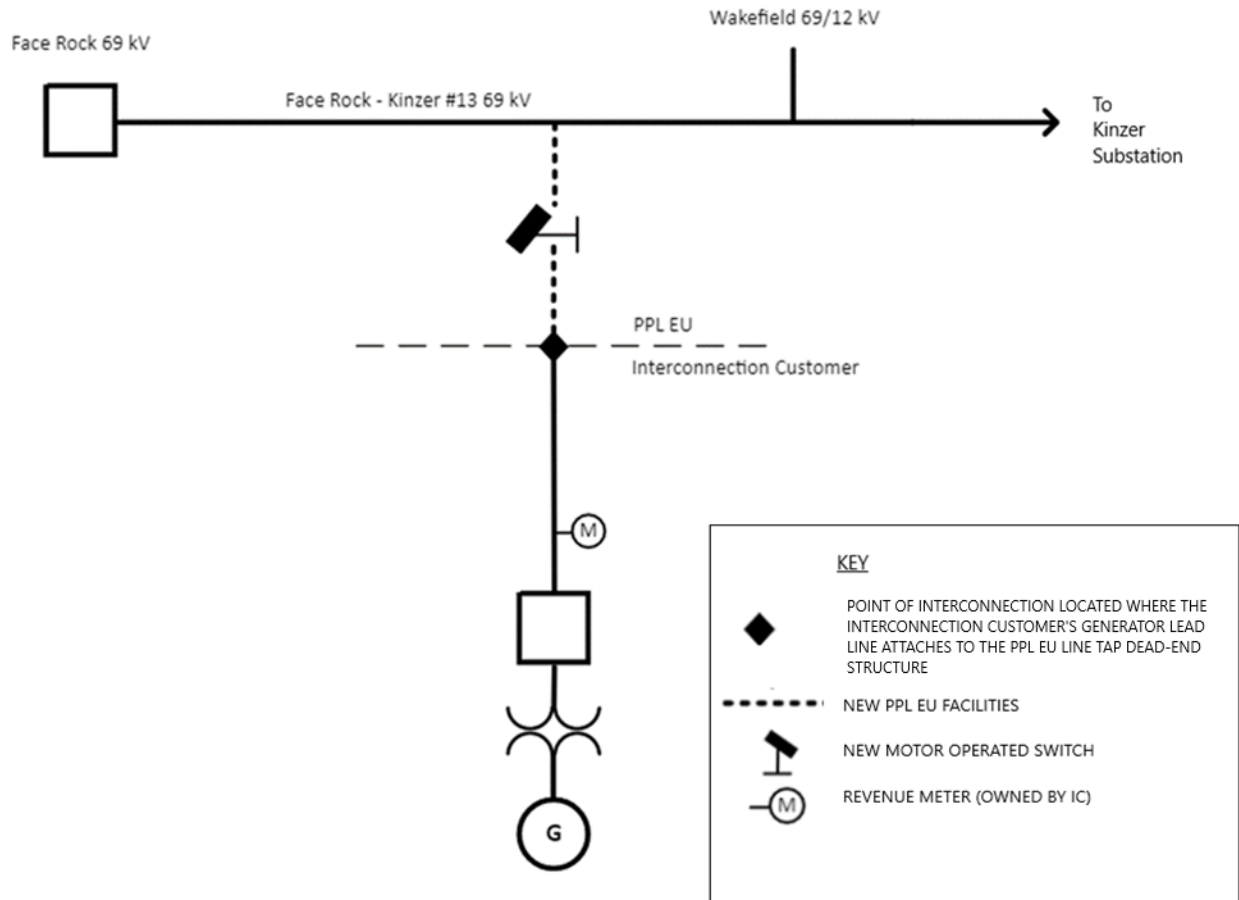 Wakefield 69/12 kV
Face Rock 69 kV
Face Rock - Kinzer #13 69 kV
To
Kinzer
Substation
PPL EU
Interconnection Customer
M
G
KEY
POINT OF INTERCONNECTION LOCATED WHERE THE
INTERCONNECTION CUSTOMER'S GENERATOR LEAD
LINE ATTACHES TO THE PPL EU LINE TAP DEAD-END
STRUCTURE
NEW PPL EU FACILITIES
NEW MOTOR OPERATED SWITCH
M
REVENUE METER (OWNED BY IC)